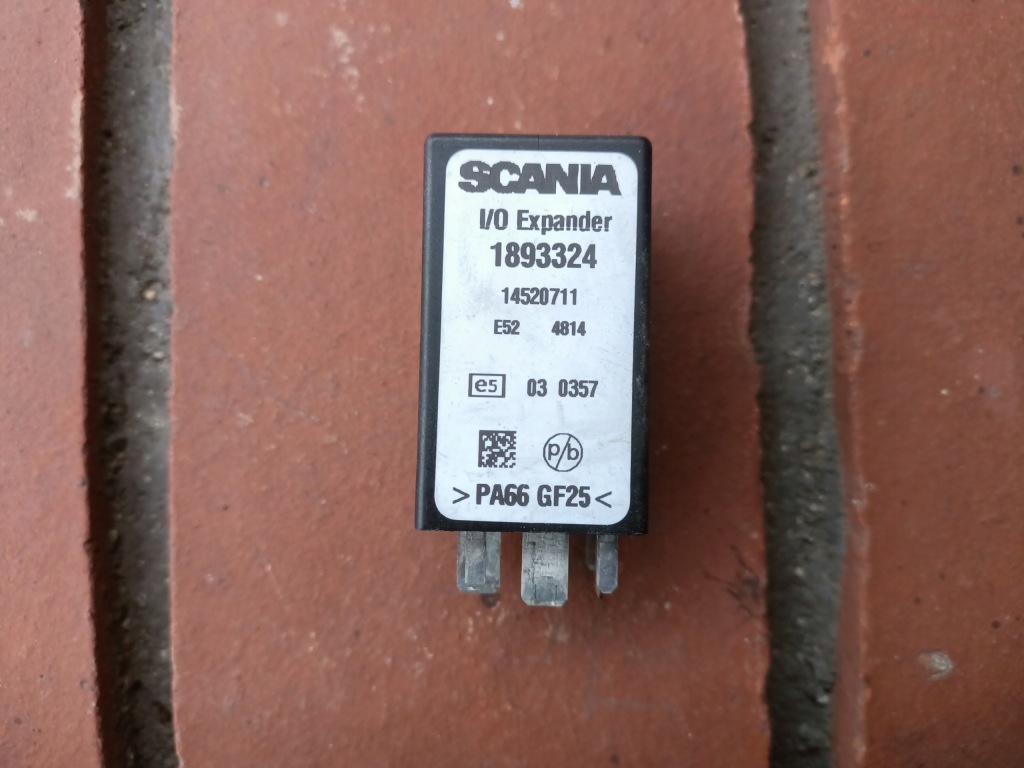 SCANIA
I/O Expander
1893324
14520711
E52 4814
e5 03 0357
p/b
>PA66 GF25<